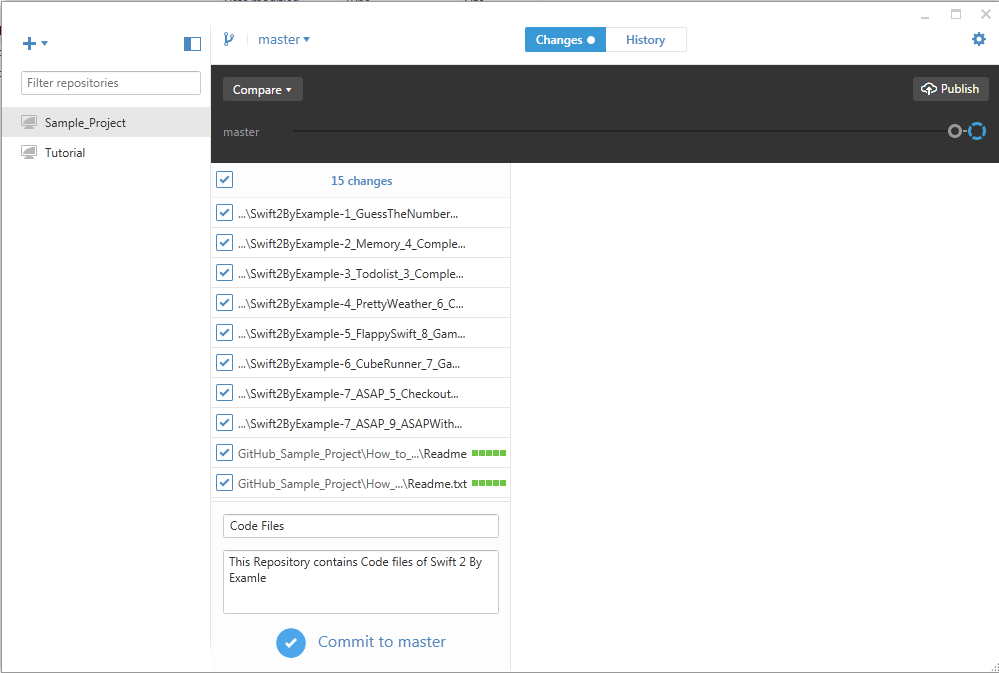 master
Changes
History
Filter repositories
Compare
Publish
Sample_Project
master
Tutorial
15 changes
...\Swift2ByExample-1_GuessTheNumber...
...\Swift2ByExample-2_Memory_4_Comple...
...\Swift2ByExample-3_Todolist_3_Comple...
...\Swift2ByExample-4_PrettyWeather_6_C...
...\Swift2ByExample-5_FlappySwift_8_Gam...
...\Swift2ByExample-6_CubeRunner_7_Ga...
...\Swift2ByExample-7_ASAP_5_Checkout...
...\Swift2ByExample-7_ASAP_9_ASAPWith...
GitHub_Sample_Project\How_to_...\Readme
GitHub_Sample_Project\How_...\Readme.txt
Code Files
This Repository contains Code files of Swift 2 By
Examle
Commit to master